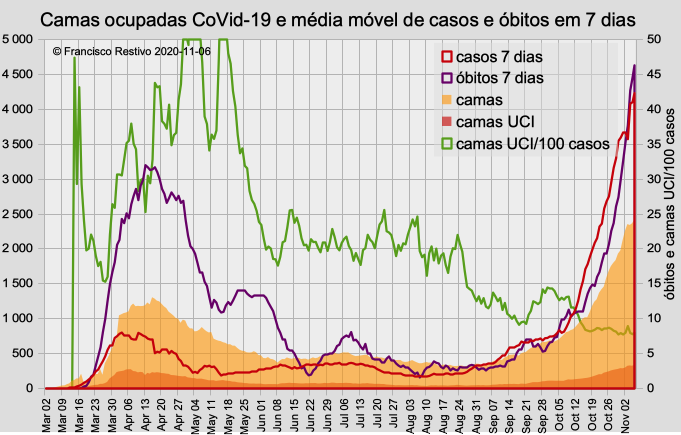 Camas ocupadas CoVid-19 e média móvel de casos e óbitos em 7 dias
© Francisco Restivo 2020-11-06
casos 7 dias
óbitos 7 dias
camas
camas UCI
camas UCI/100 casos
5 000
4 500
4 000
3 500
3 000
2 500
2 000
1 500
1 000
500
0
50
45
40
35
30
25
20
15
10
5
0
óbitos e camas UCI/100 casos
Mar 02
Mar 09
Mar 16
Mar 23
Mar 30
Apr 06
Apr 13
Apr 20
Apr 27
May 04
May 11
May 18
May 25
Jun 01
Jun 08
Jun 15
Jun 22
Jun 29
Jul 06
Jul 13
Jul 20
Jul 27
Aug 03
Aug 10
Aug 17
Aug 24
Aug 31
Sep 07
Sep 14
Sep 21
Sep 28
Oct 05
Oct 12
Oct 19
Oct 26
Nov 02